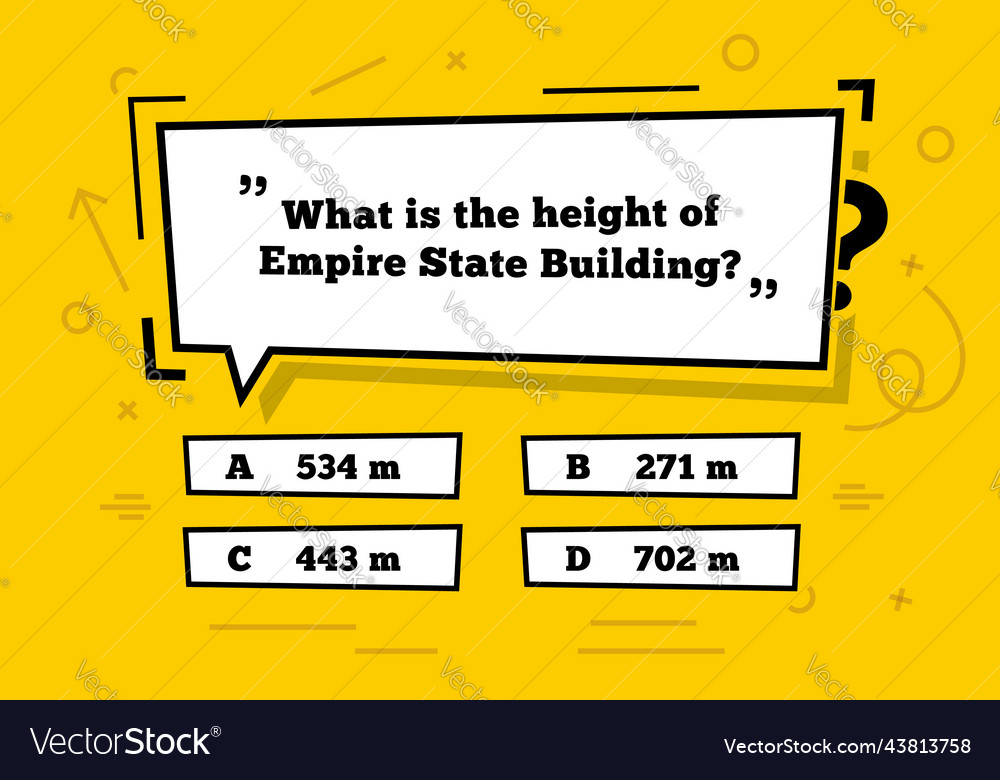 „
What is the height of
Empire State Building?
”
A 534 m
B 271 m
C 443 m
D 702 m
VectorStock®
VectorStock.com/43813758